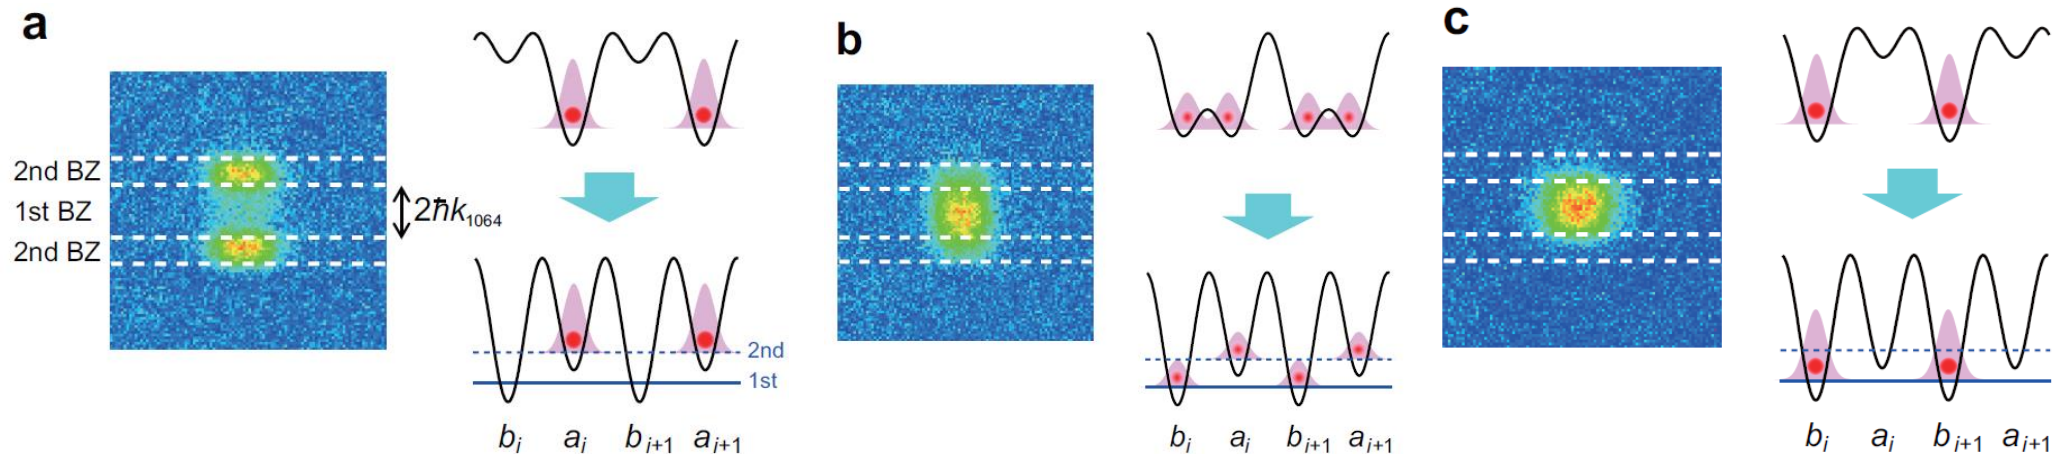 a
2nd BZ
1st BZ
2nd BZ
2ħk1064
2nd
1st
bi ai bi+1 ai+1
b
bi ai bi+1 ai+1
c
bi ai bi+1 ai+1